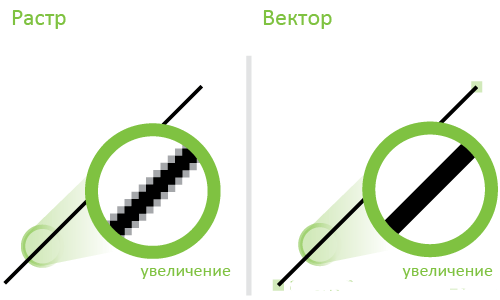 Растр
Вектор
увеличение
увеличение